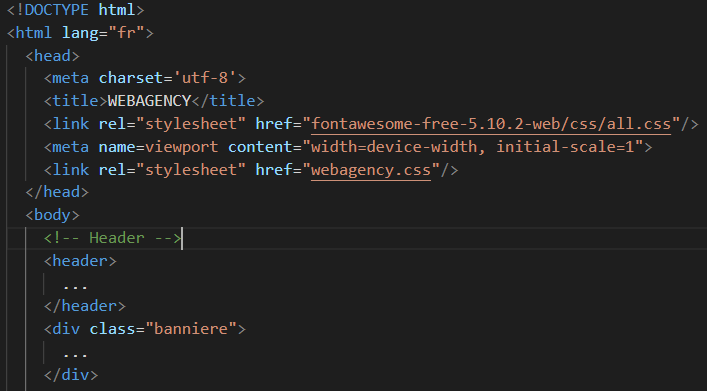 <!DOCTYPE html>
<html lang="fr">
<head>
<meta charset='utf-8'>
<title>WEBAGENCY</title>
<link rel="stylesheet" href="fontawesome-free-5.10.2-web/css/all.css"/>
<meta name=viewport content="width=device-width, initial-scale=1">
<link rel="stylesheet" href="webagency.css"/>
</head>
<body>
<!-- Header -->
<header>
...
</header>
<div class="banniere">
...
</div>